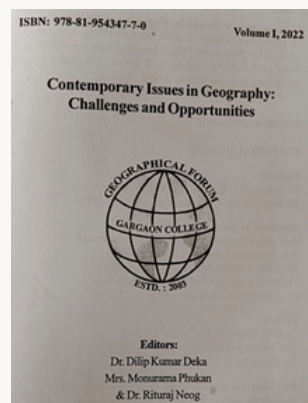 ISBN: 978-81-954347-7-0
Volume I, 2022
Contemporary Issues in Geography:
Challenges and Opportunities
GEOGRAPHICAL FORUM
GARGAON COLLEGE
ESTD. : 2003
Editors:
Dr. Dilip Kumar Deka
Mrs. Monurama Phukan
& Dr. Rituraj Neog